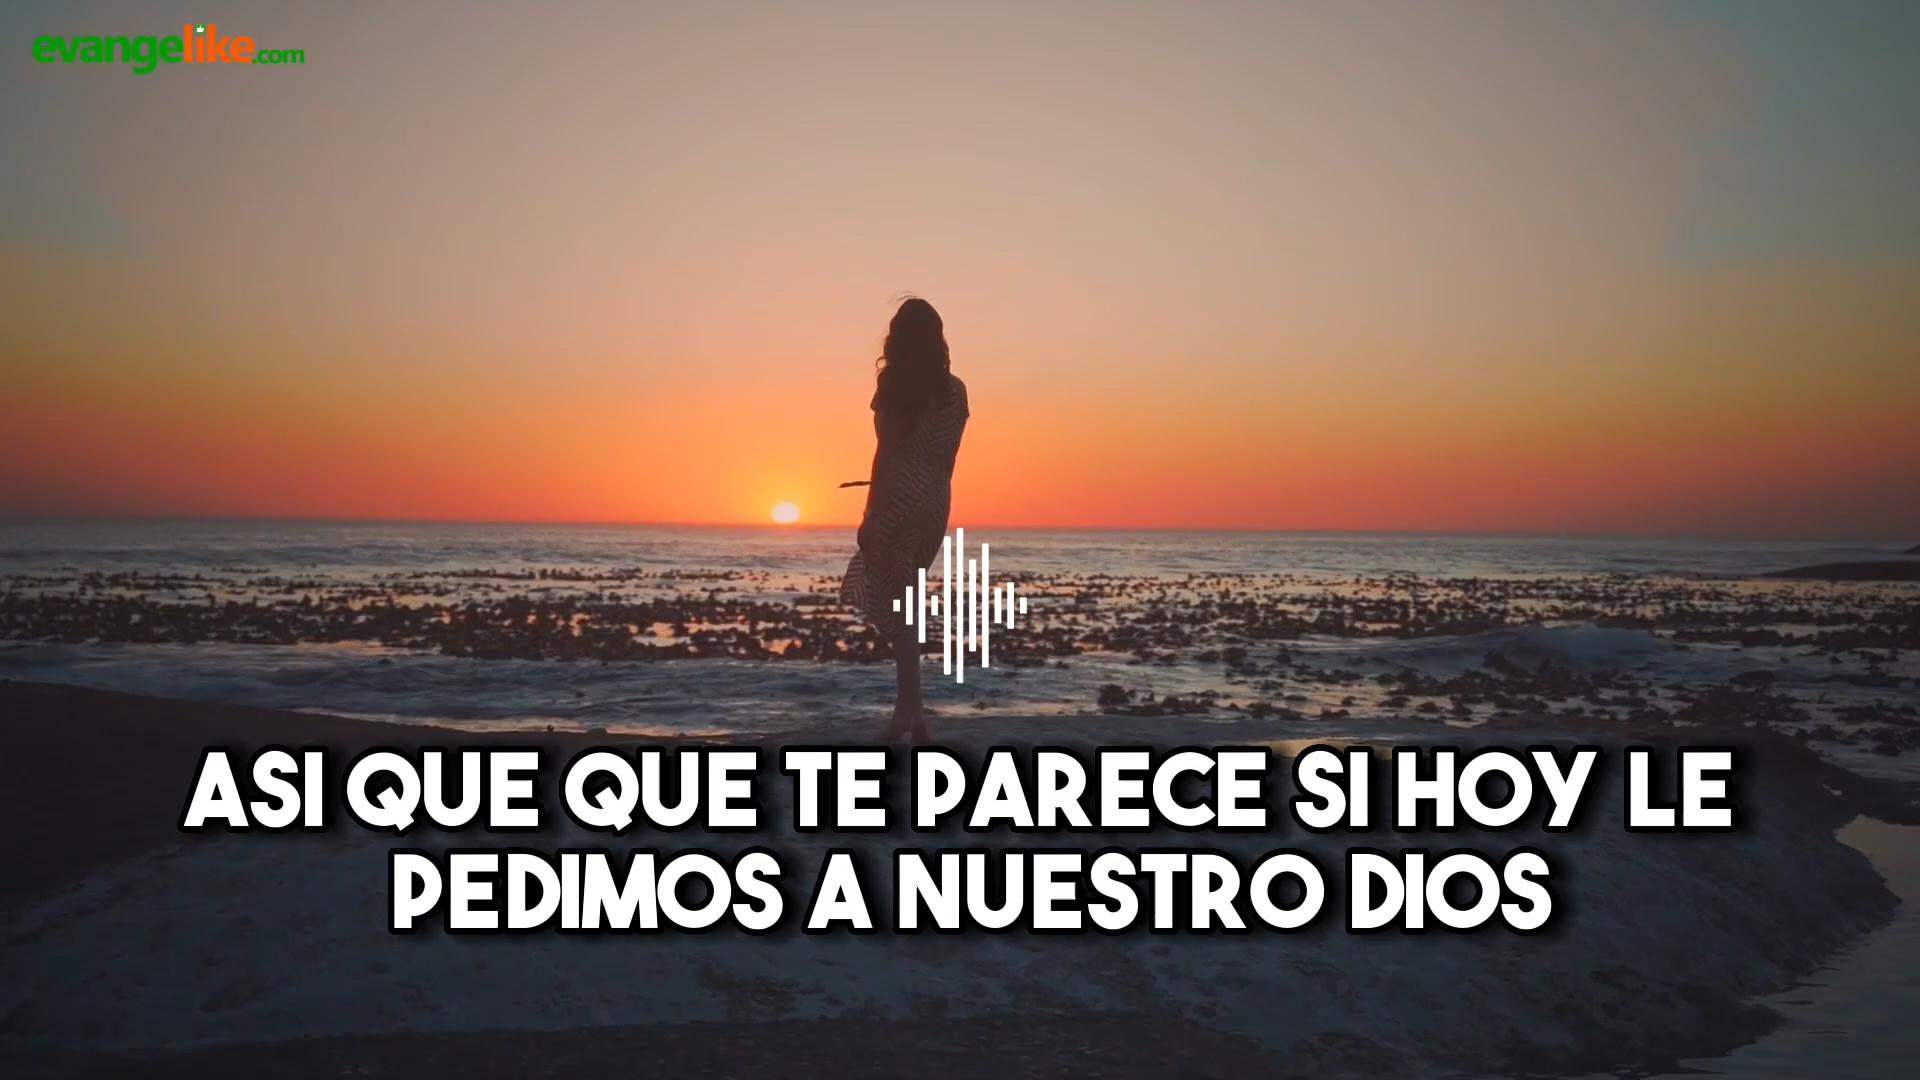 evangelike.com
ASI QUE QUE TE PARECE SI HOY LE
PEDIMOS A NUESTRO DIOS